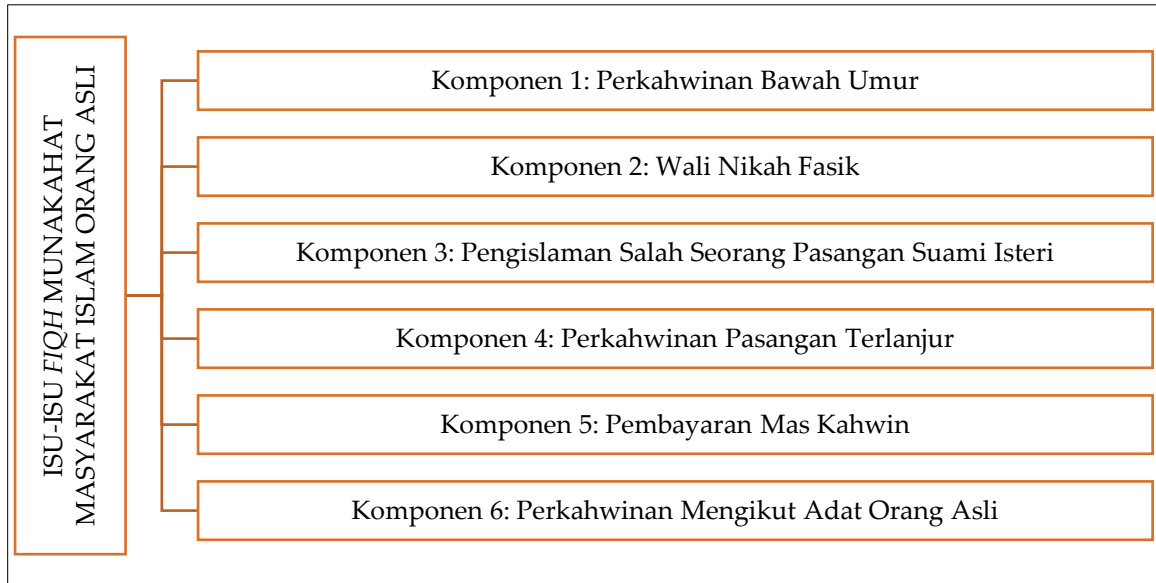 ISU-ISU FIQH MUNAKAHAT
MASYARAKAT ISLAM ORANG ASLI
Komponen 1: Perkahwinan Bawah Umur
Komponen 2: Wali Nikah Fasik
Komponen 3: Pengislaman Salah Seorang Pasangan Suami Isteri
Komponen 4: Perkahwinan Pasangan Terlanjur
Komponen 5: Pembayaran Mas Kahwin
Komponen 6: Perkahwinan Mengikut Adat Orang Asli